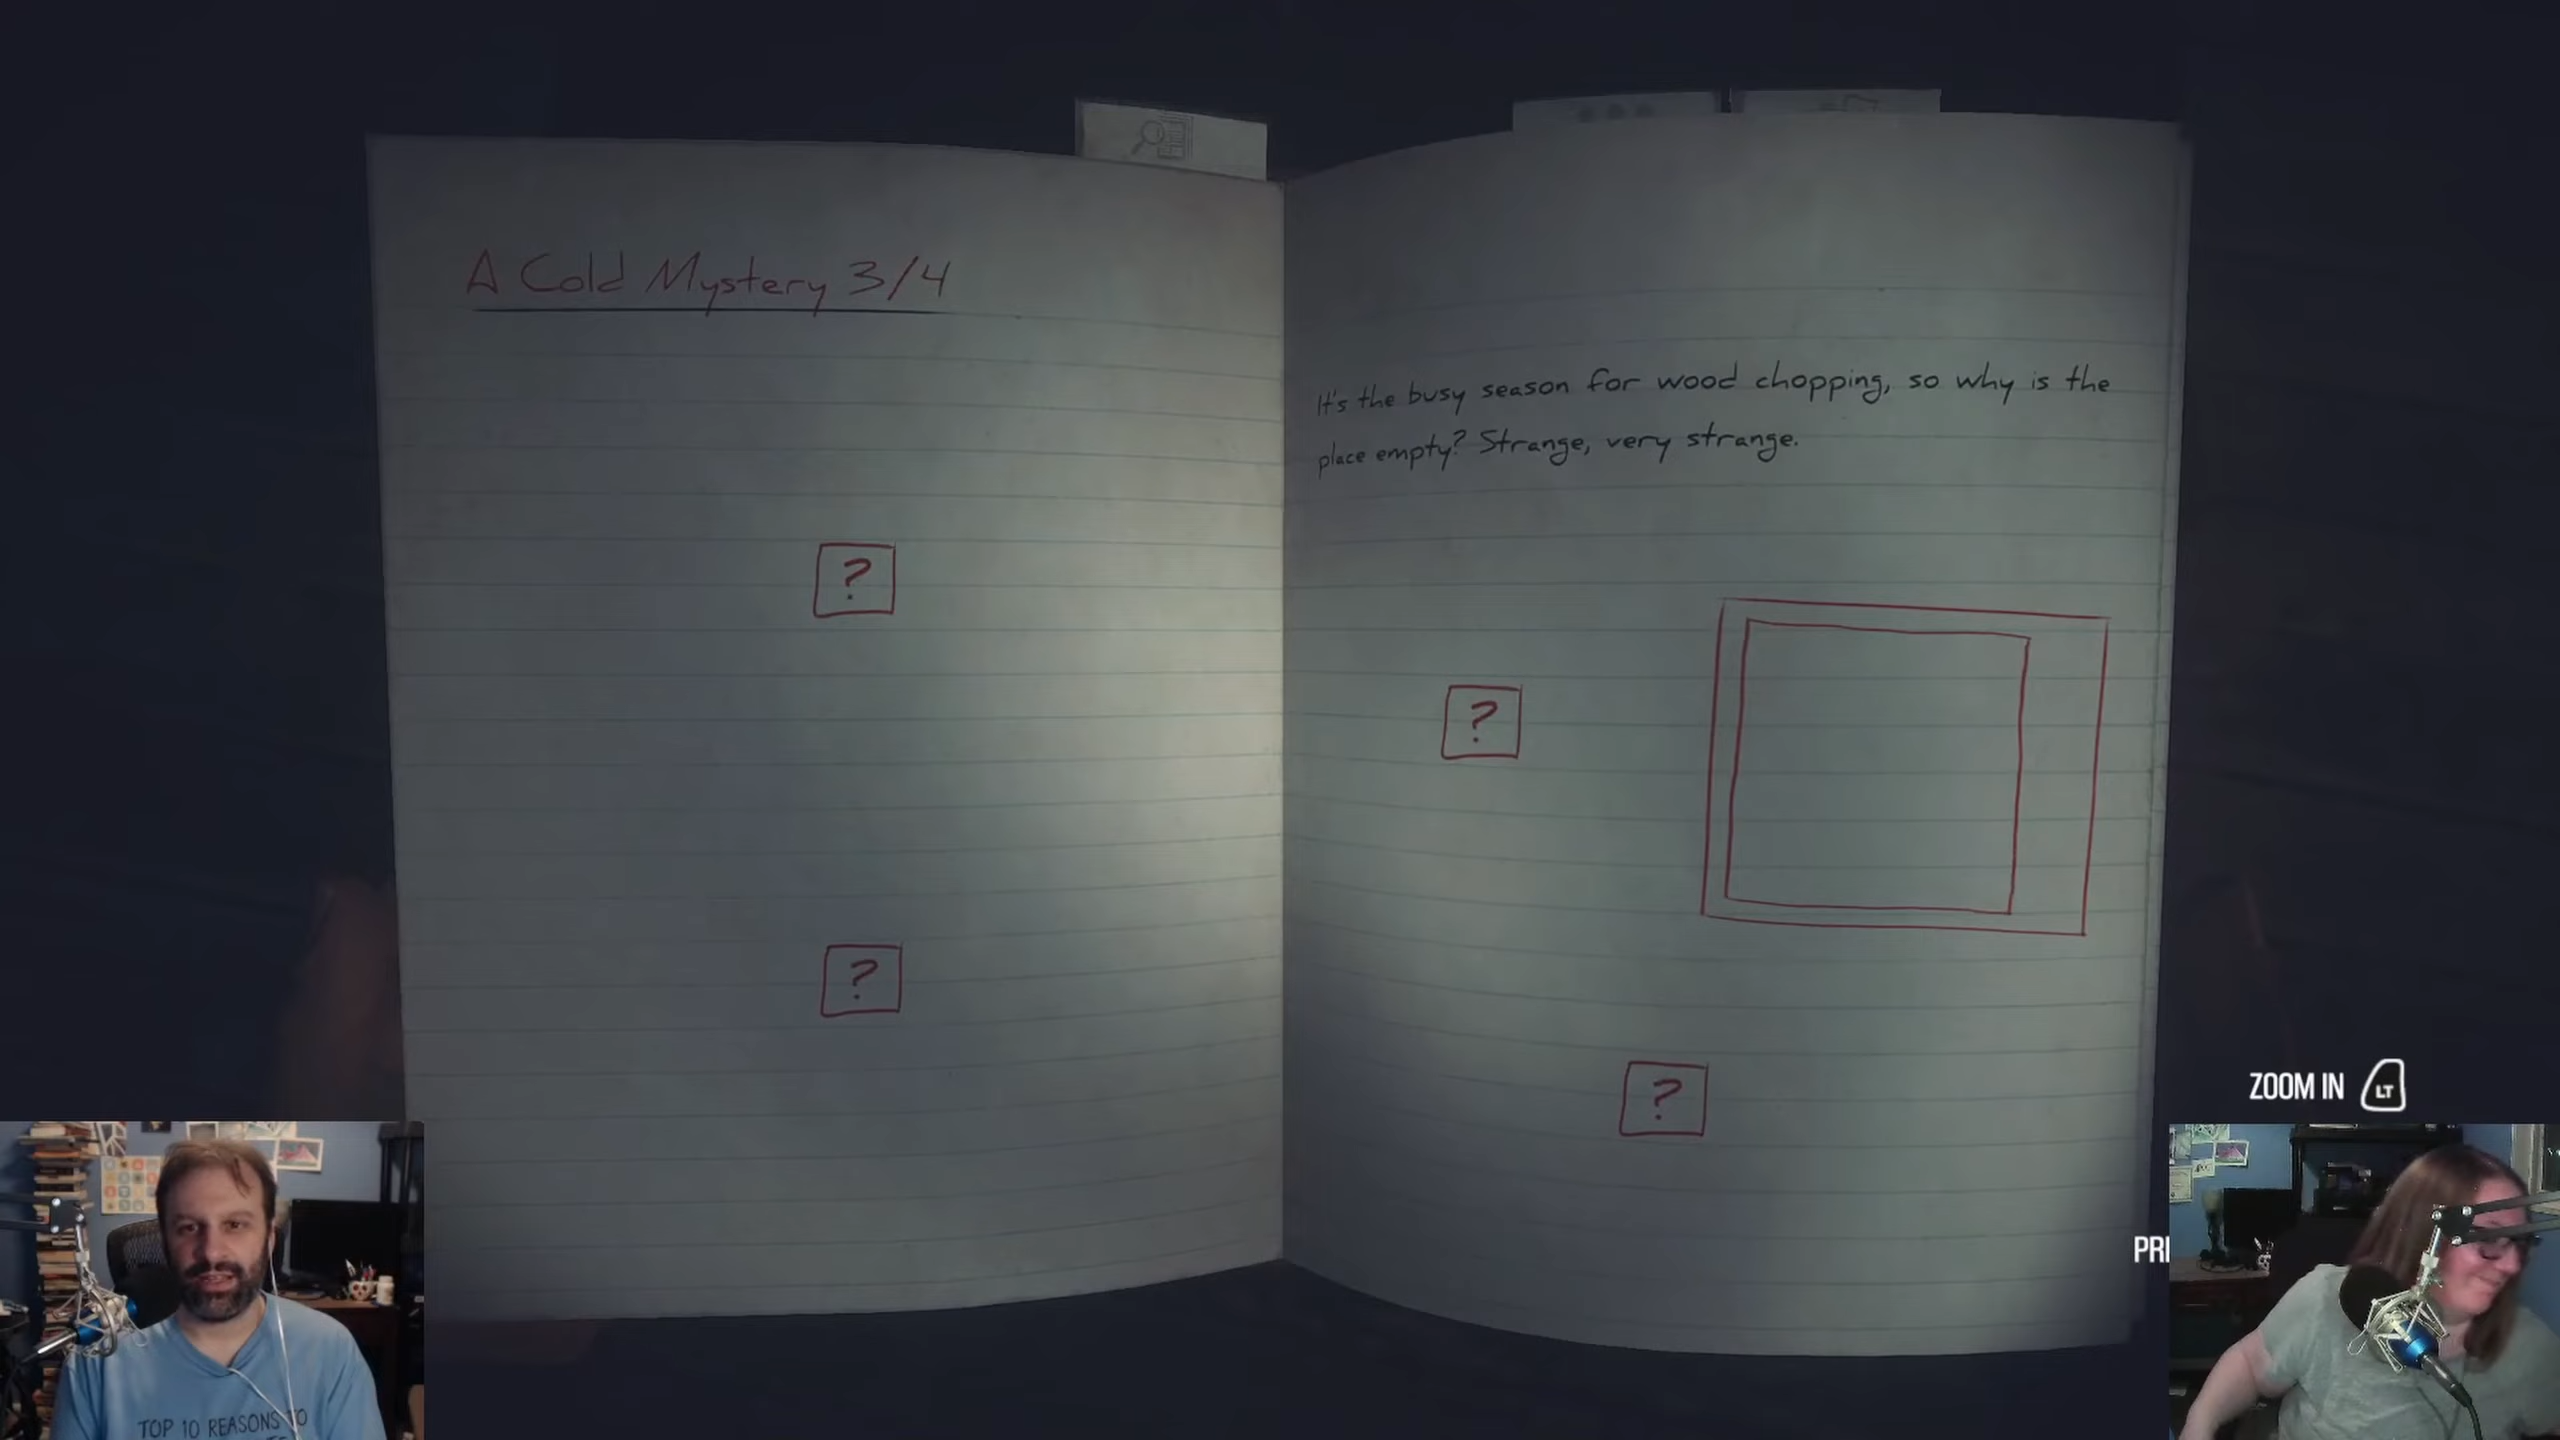 A Cold Mystery 3/4
It's the busy season for wood chopping, so why is the
place empty? Strange, very strange.
?
?
?
?
ZOOM IN LT
PRI
TOP 10 REASONS TO